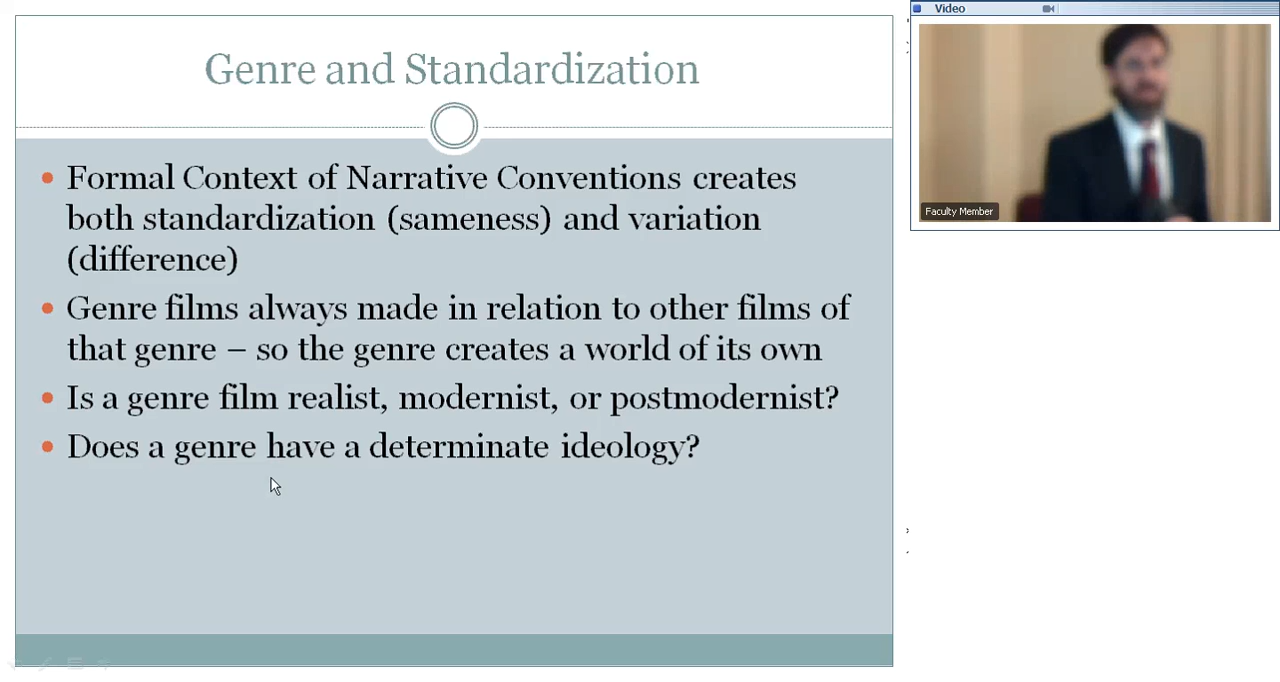 Genre and Standardization
Formal Context of Narrative Conventions creates
both standardization (sameness) and variation
(difference)
Genre films always made in relation to other films of
that genre – so the genre creates a world of its own
Is a genre film realist, modernist, or postmodernist?
Does a genre have a determinate ideology?
Video
Faculty Member